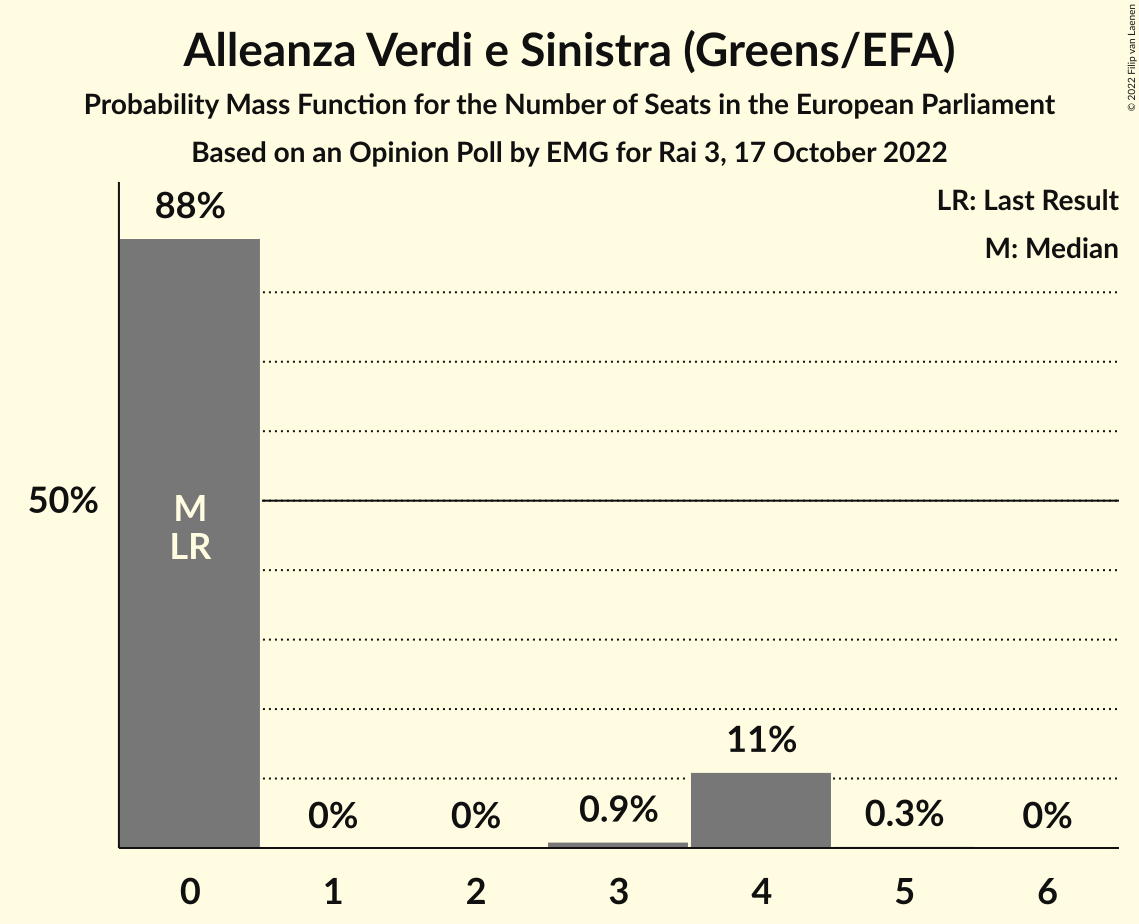 Alleanza Verdi e Sinistra (Greens/EFA)
Probability Mass Function for the Number of Seats in the European Parliament
Based on an Opinion Poll by EMG for Rai 3, 17 October 2022
© 2022 Filip van Laenen
LR: Last Result
M: Median
88%
50%
M
LR
0%
0%
0.9%
11%
0.3%
0%
0
1
2
3
4
5
6